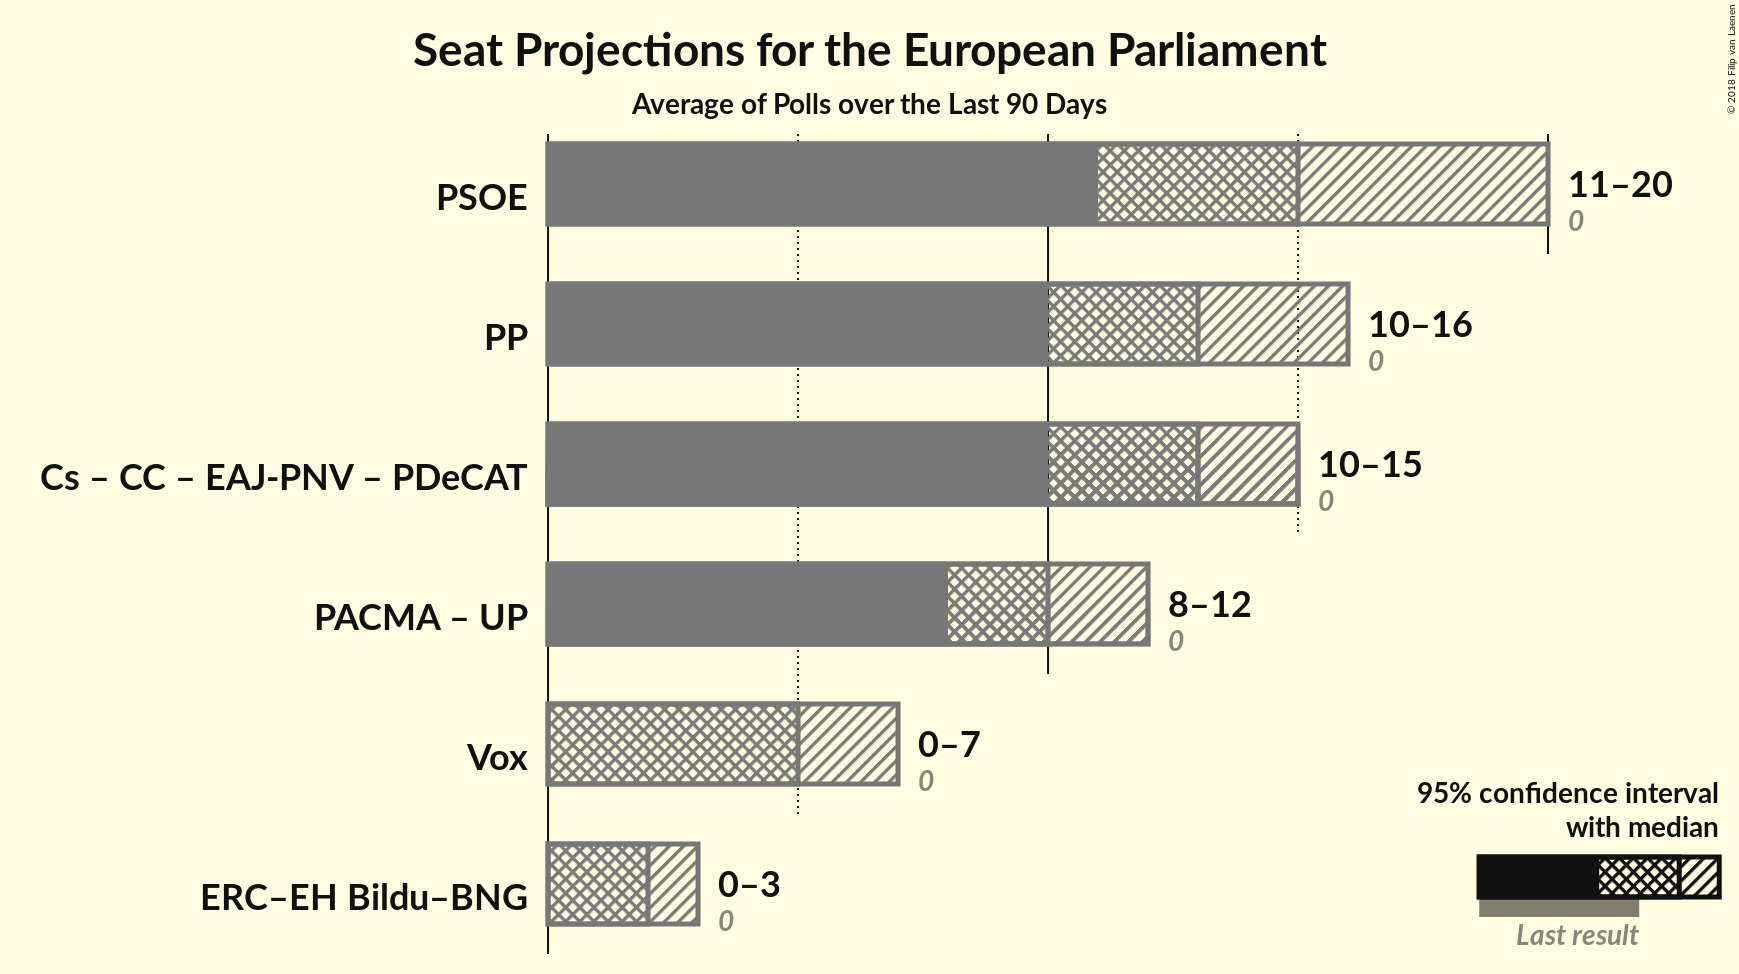 Seat Projections for the European Parliament
Average of Polls over the Last 90 Days
© 2018 Filip van Laenen
PSOE
11–20
0
PP
10–16
0
Cs – CC – EAJ-PNV – PDeCAT
10–15
0
PACMA – UP
8–12
0
Vox
0–7
0
ERC–EH Bildu–BNG
0–3
0
95% confidence interval
with median
Last result